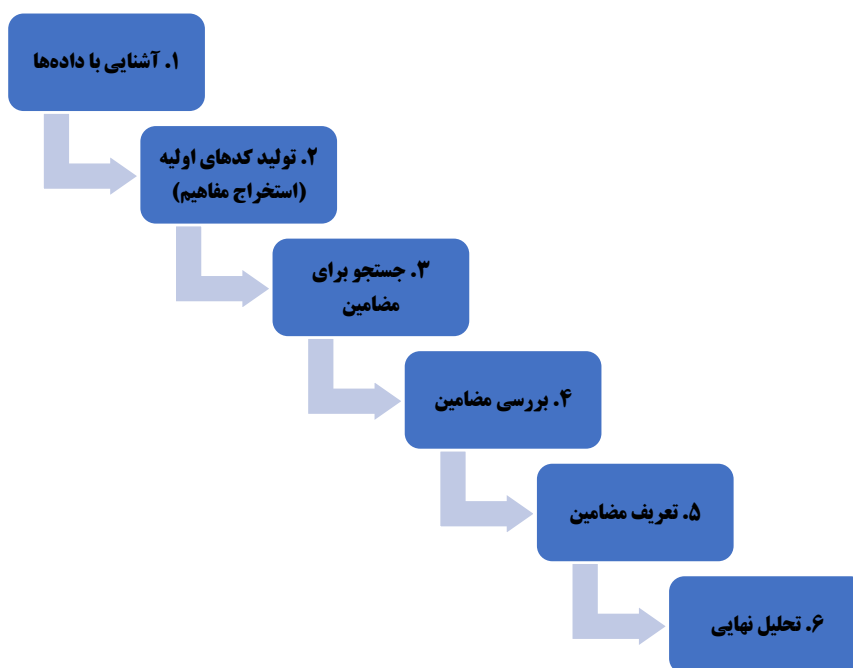 ۱. آشنایی با داده‌ها
۲. تولید کدهای اولیه
(استخراج مفاهیم)
۳. جستجو برای
مضامین
۴. بررسی مضامین
۵. تعریف مضامین
۶. تحلیل نهایی